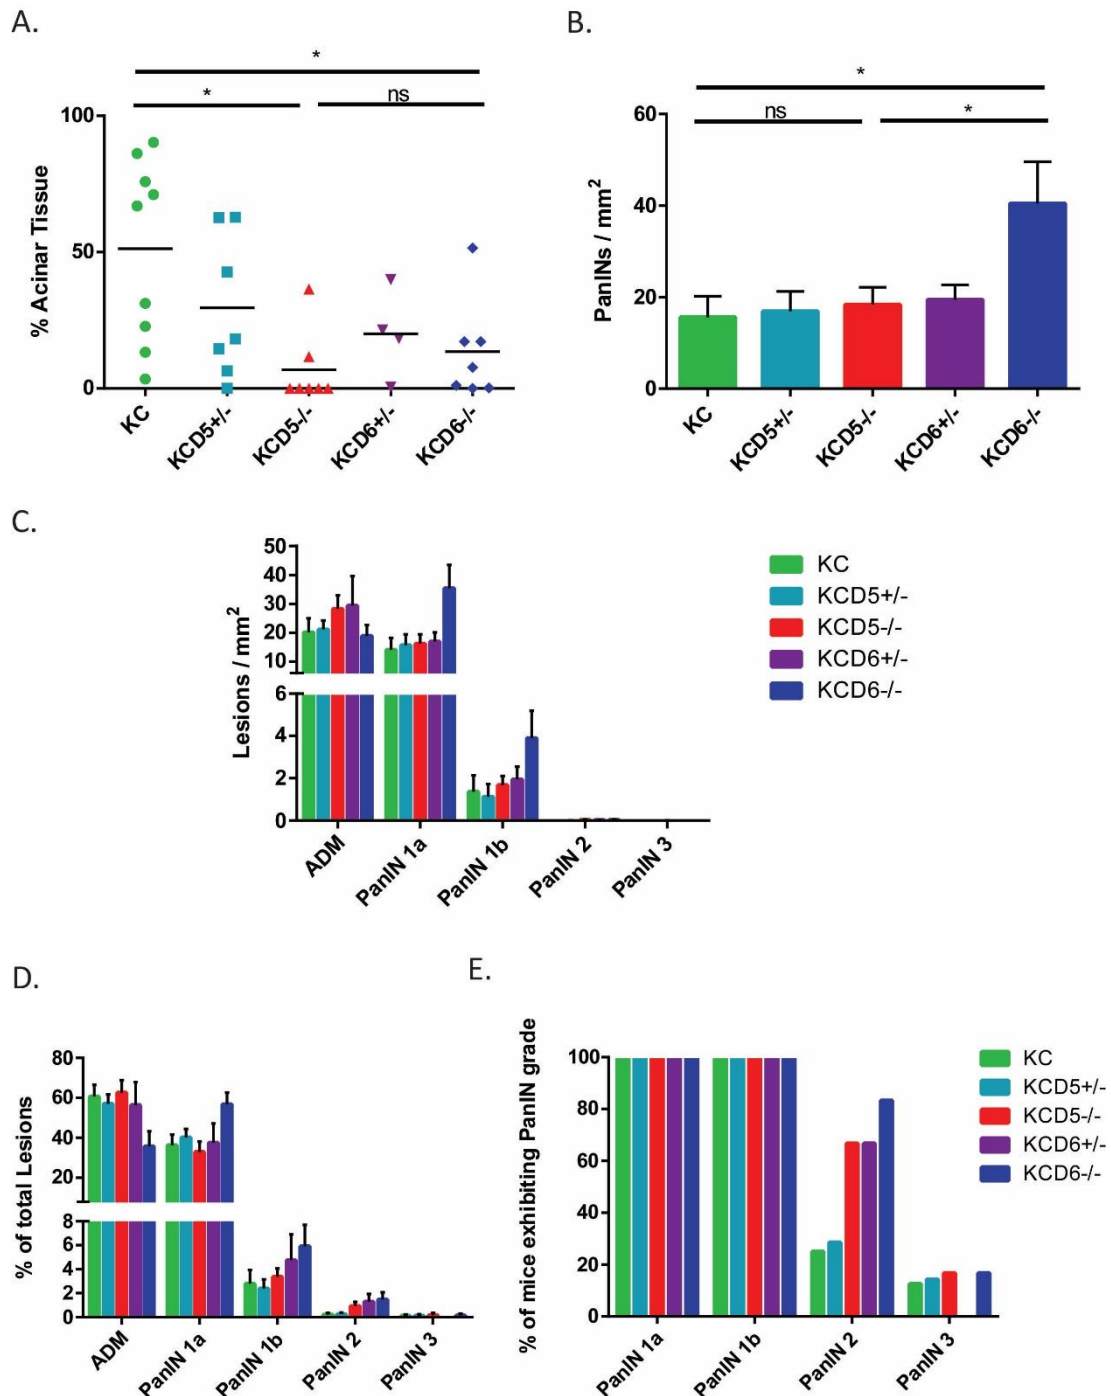 A.
*
*
ns
100
50
0
% Acinar Tissue
KC
KCD5+/-
KCD5-/-
KCD6+/-
KCD6-/-
B.
*
ns
*
60
40
20
0
PanINs / mm²
KC
KCD5+/-
KCD5-/-
KCD6+/-
KCD6-/-
C.
50
40
30
20
10
6
4
2
0
Lesions / mm²
ADM
PanIN 1a
PanIN 1b
PanIN 2
PanIN 3
KC
KCD5+/-
KCD5-/-
KCD6+/-
KCD6-/-
D.
80
60
40
20
8
6
4
2
0
% of total Lesions
ADM
PanIN 1a
PanIN 1b
PanIN 2
PanIN 3
E.
100
80
60
40
20
0
% of mice exhibiting PanIN grade
PanIN 1a
PanIN 1b
PanIN 2
PanIN 3
KC
KCD5+/-
KCD5-/-
KCD6+/-
KCD6-/-